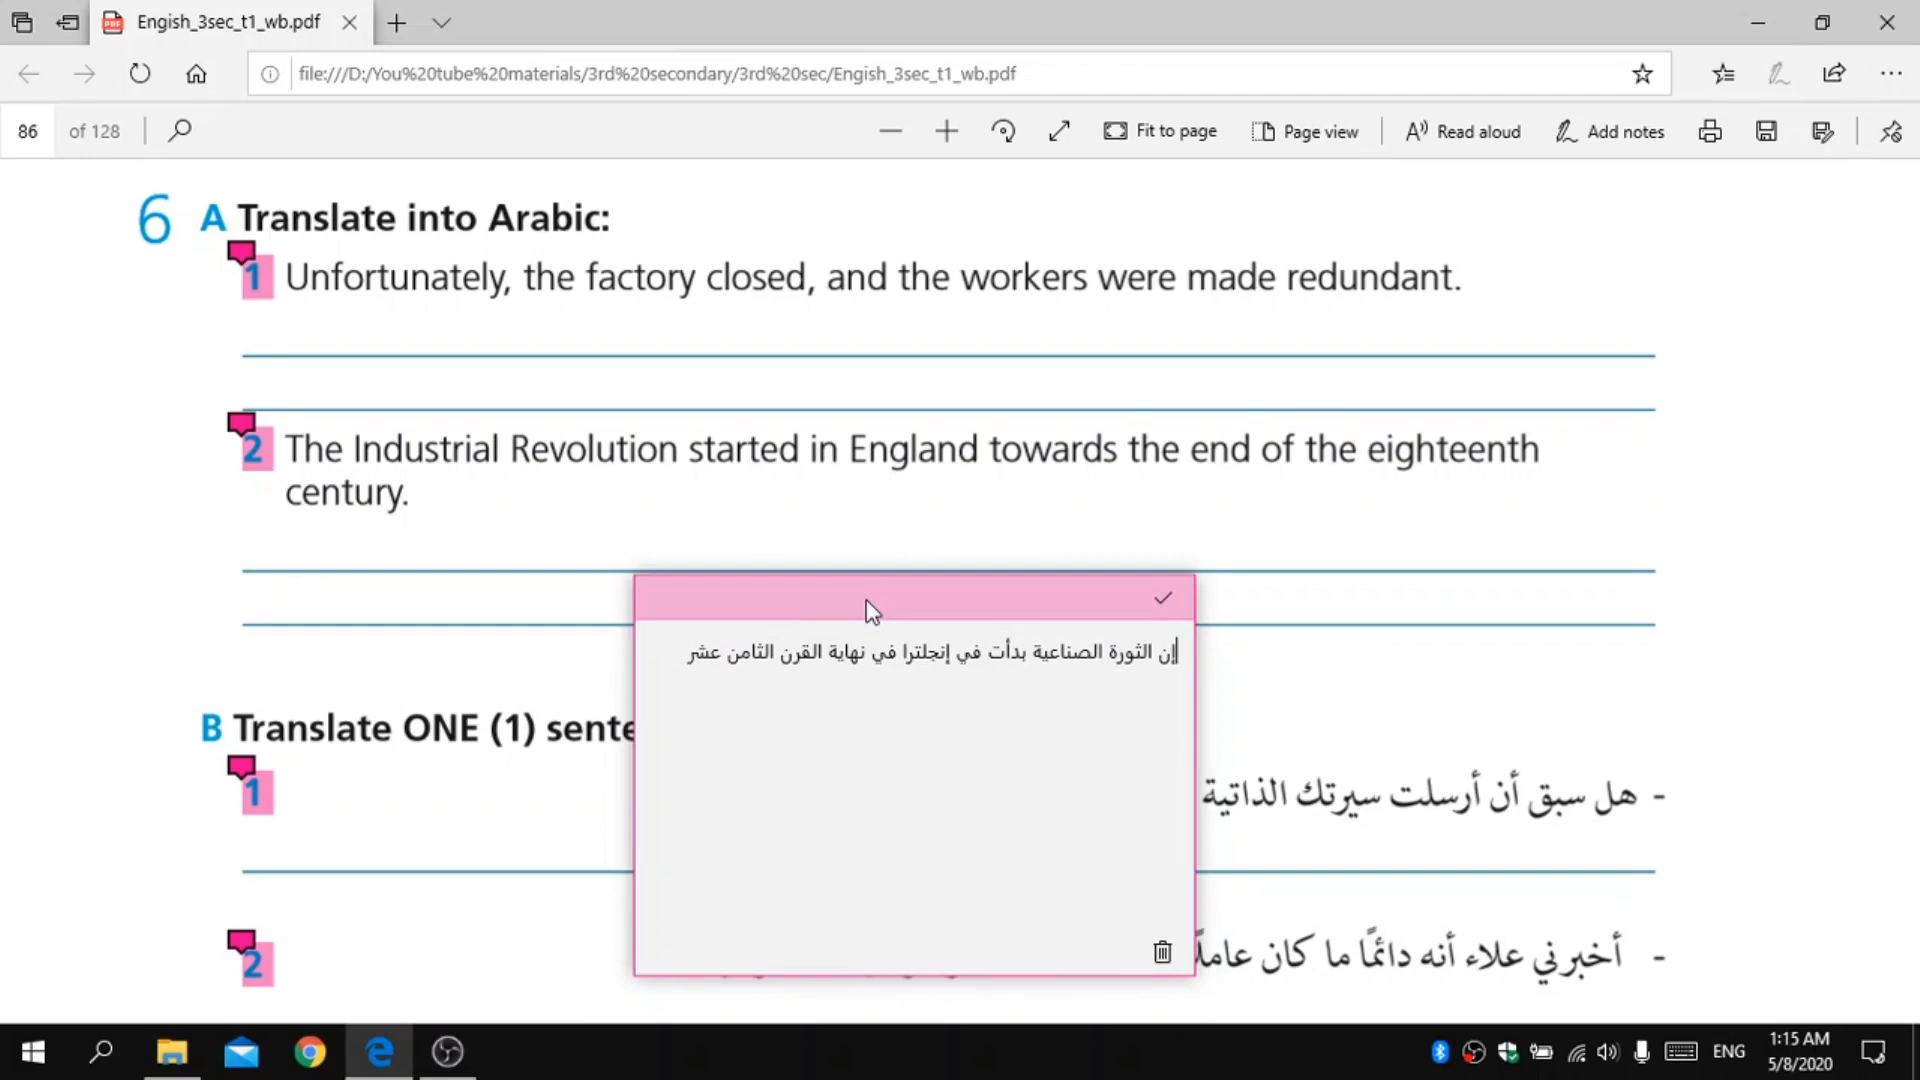 Engish_3sec_t1_wb.pdf
file:///D:/You%20tube%20materials/3rd%20secondary/3rd%20sec/Engish_3sec_t1_wb.pdf
86 of 128 Fit to page Page view Read aloud Add notes
6 A Translate into Arabic:
1 Unfortunately, the factory closed, and the workers were made redundant.
2 The Industrial Revolution started in England towards the end of the eighteenth
century.
إن الثورة الصناعية بدأت في إنجلترا في نهاية القرن الثامن عشر
B Translate ONE (1) sente
1 - هل سبق أن أرسلت سيرتك الذاتية
2 - أخبرني علاء أنه دائمًا ما كان عاملًا
ENG
1:15 AM
5/8/2020